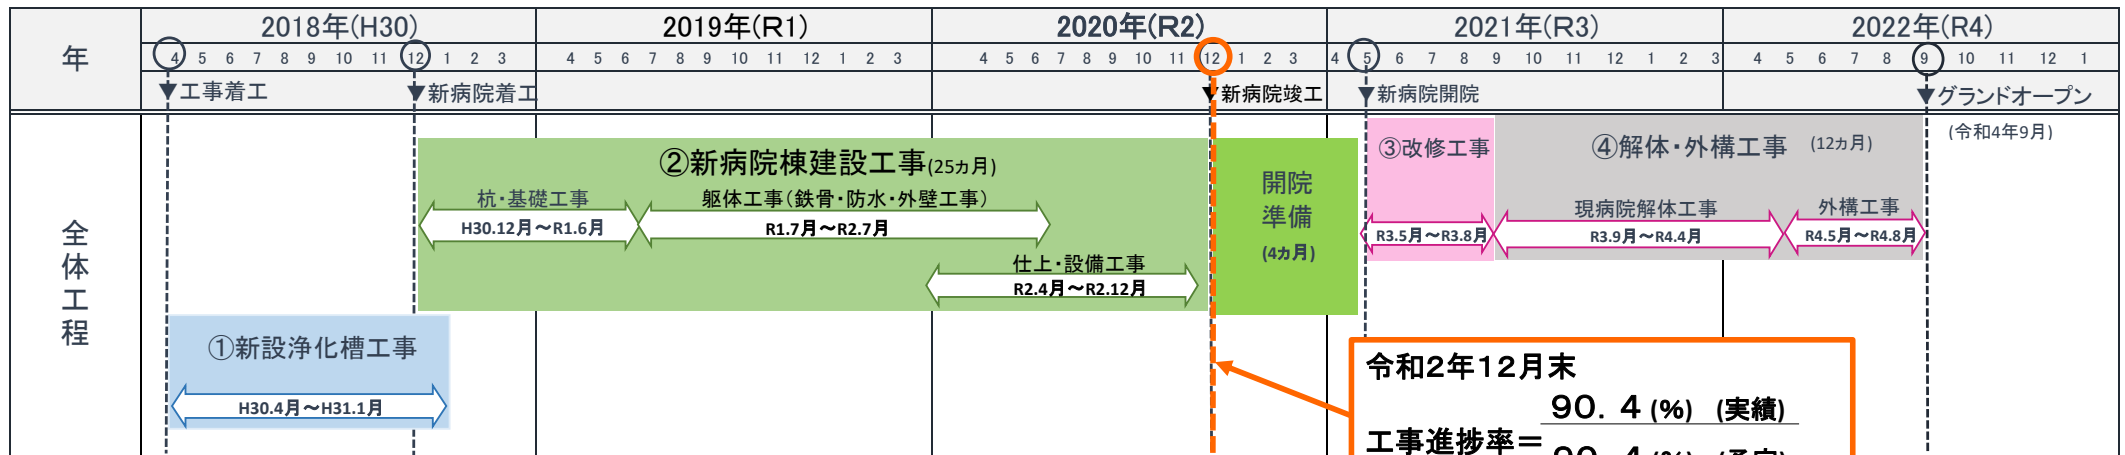 年
2018年(H30) 2019年(R1) 2020年(R2) 2021年(R3) 2022年(R4)
4 5 6 7 8 9 10 11 12 1 2 3 4 5 6 7 8 9 10 11 12 1 2 3 4 5 6 7 8 9 10 11 12 1 2 3 4 5 6 7 8 9 10 11 12 1 2 3 4 5 6 7 8 9 10 11 12 1
▼工事着工 ▼新病院着工 ▼新病院竣工 ▼新病院開院 ▼グランドオープン
(令和4年9月)
全体工程
②新病院棟建設工事(25カ月)
杭・基礎工事
H30.12月～R1.6月
躯体工事(鉄骨・防水・外壁工事)
R1.7月～R2.7月
仕上・設備工事
R2.4月～R2.12月
開院
準備
(4カ月)
③改修工事
R3.5月～R3.8月
④解体・外構工事 (12カ月)
現病院解体工事
R3.9月～R4.4月
外構工事
R4.5月～R4.8月
①新設浄化槽工事
H30.4月～H31.1月
令和2年12月末
90.4(%) (実績)
工事進捗率＝